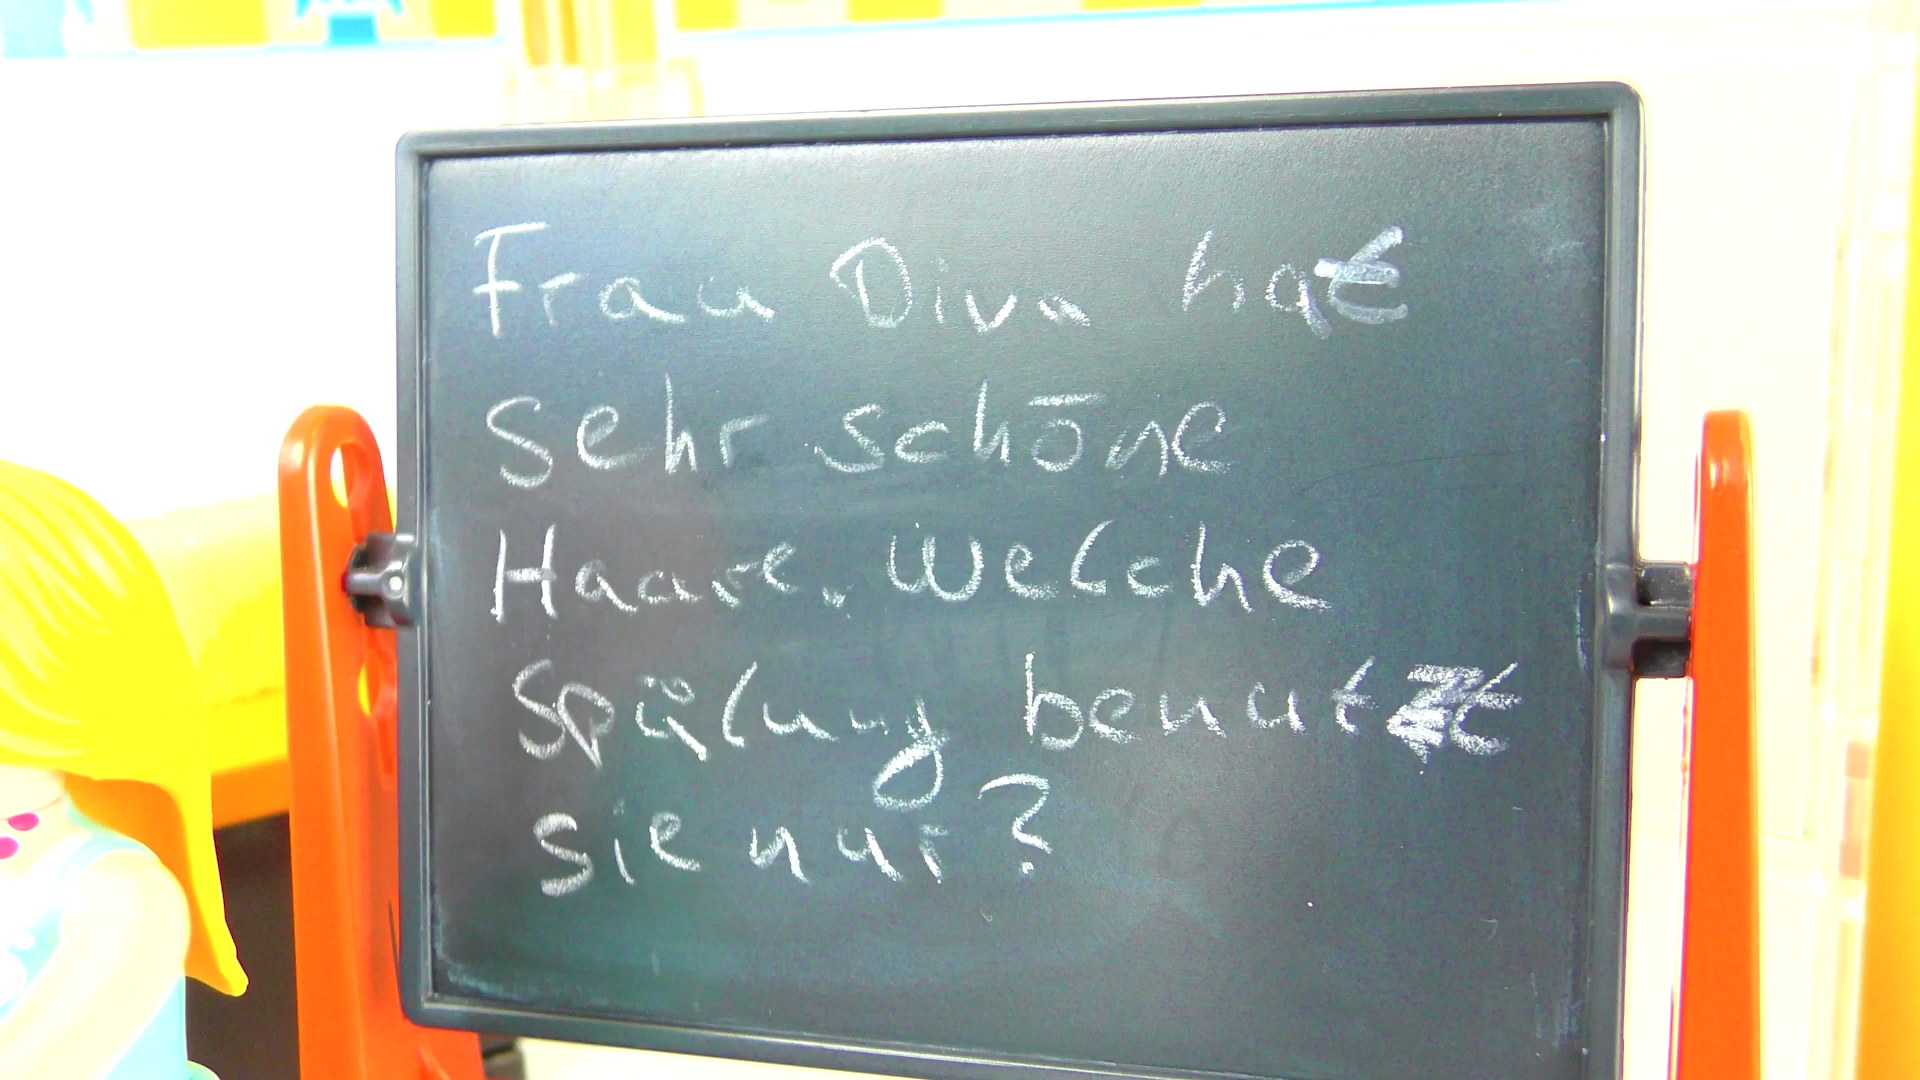 Frau Diva hat
sehr schöne
Haare. Welche
Spülung benutzt
sie nur?